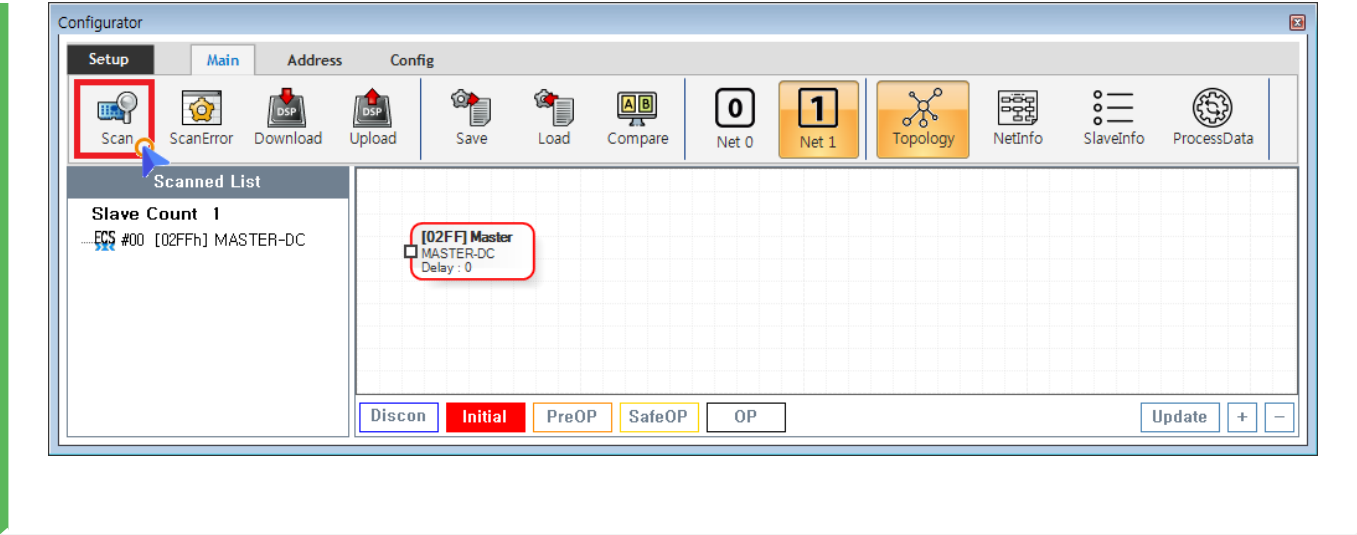 Configurator
Setup Main Address Config
DSP DSP A B 0 1
Scan ScanError Download Upload Save Load Compare Net 0 Net 1 Topology NetInfo SlaveInfo ProcessData
Scanned List
Slave Count 1
ECS #00 [02FFh] MASTER-DC
[02FF] Master
MASTER-DC
Delay : 0
Discon Initial PreOP SafeOP OP Update + -